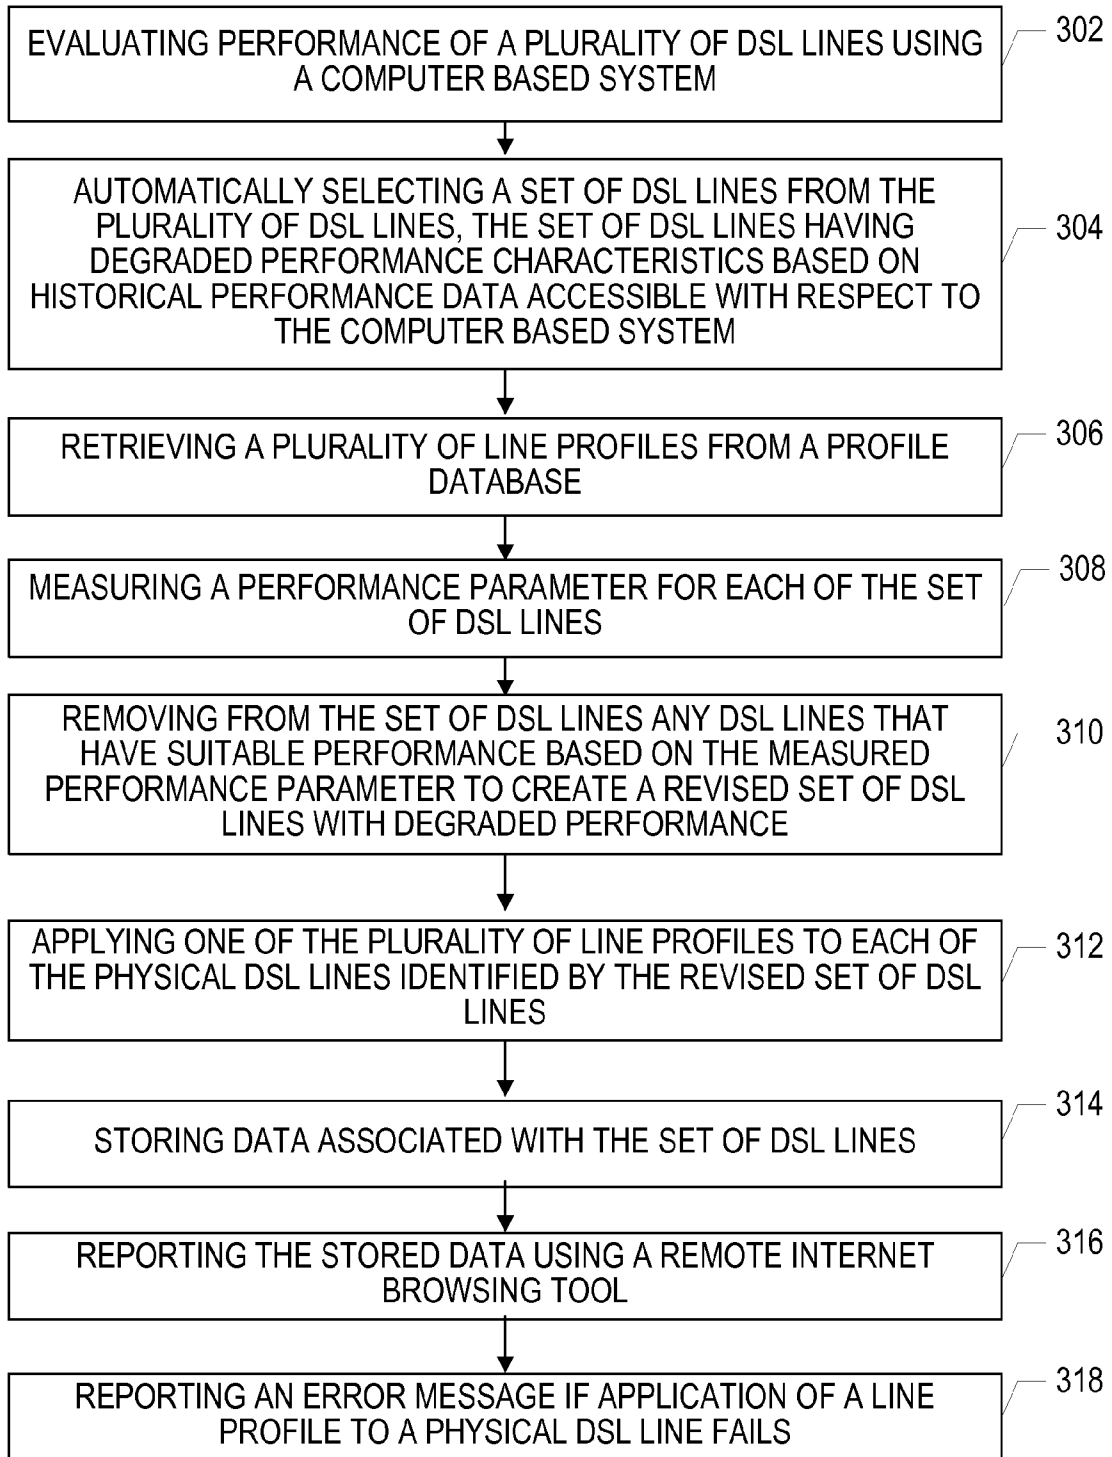 EVALUATING PERFORMANCE OF A PLURALITY OF DSL LINES USING
A COMPUTER BASED SYSTEM
302
AUTOMATICALLY SELECTING A SET OF DSL LINES FROM THE
PLURALITY OF DSL LINES, THE SET OF DSL LINES HAVING
DEGRADED PERFORMANCE CHARACTERISTICS BASED ON
HISTORICAL PERFORMANCE DATA ACCESSIBLE WITH RESPECT TO
THE COMPUTER BASED SYSTEM
304
RETRIEVING A PLURALITY OF LINE PROFILES FROM A PROFILE
DATABASE
306
MEASURING A PERFORMANCE PARAMETER FOR EACH OF THE SET
OF DSL LINES
308
REMOVING FROM THE SET OF DSL LINES ANY DSL LINES THAT
HAVE SUITABLE PERFORMANCE BASED ON THE MEASURED
PERFORMANCE PARAMETER TO CREATE A REVISED SET OF DSL
LINES WITH DEGRADED PERFORMANCE
310
APPLYING ONE OF THE PLURALITY OF LINE PROFILES TO EACH OF
THE PHYSICAL DSL LINES IDENTIFIED BY THE REVISED SET OF DSL
LINES
312
STORING DATA ASSOCIATED WITH THE SET OF DSL LINES
314
REPORTING THE STORED DATA USING A REMOTE INTERNET
BROWSING TOOL
316
REPORTING AN ERROR MESSAGE IF APPLICATION OF A LINE
PROFILE TO A PHYSICAL DSL LINE FAILS
318